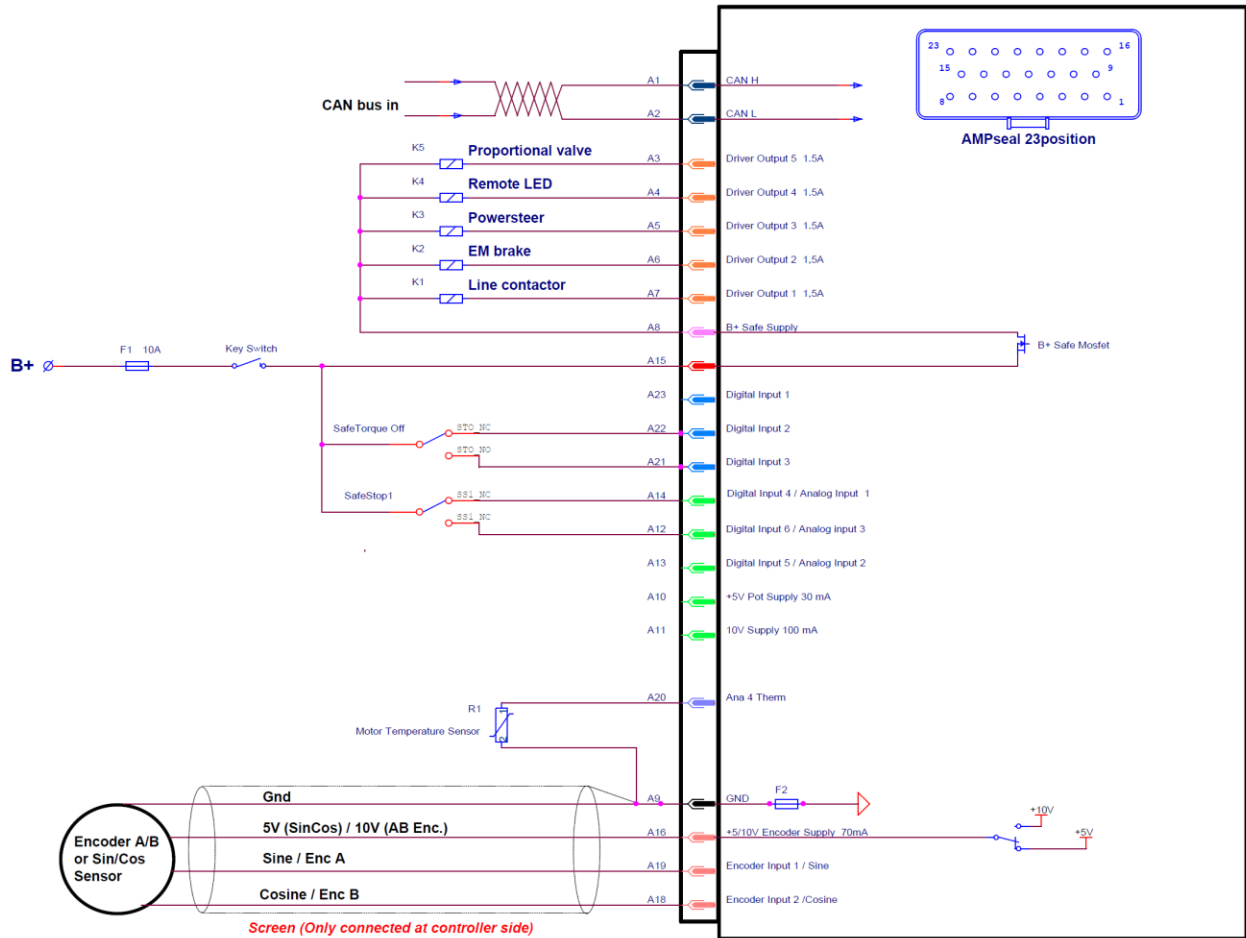 23 16
15 9
8 1
AMPseal 23position
CAN bus in
A1 CAN H
A2 CAN L
K5 Proportional valve A3 Driver Output 5 1.5A
K4 Remote LED A4 Driver Output 4 1.5A
K3 Powersteer A5 Driver Output 3 1.5A
K2 EM brake A6 Driver Output 2 1,5A
K1 Line contactor A7 Driver Output 1 1,5A
A8 B+ Safe Supply
B+ Safe Mosfet
B+ F1 10A Key Switch A15
A23 Digital Input 1
SafeTorque Off STO_NC A22 Digital Input 2
STO_NO A21 Digital Input 3
SafeStop1 SS1_NC A14 Digital Input 4 / Analog Input 1
SS1_NC A12 Digital Input 6 / Analog input 3
A13 Digital Input 5 / Analog Input 2
A10 +5V Pot Supply 30 mA
A11 10V Supply 100 mA
A20 Ana 4 Therm
R1 1
Motor Temperature Sensor 2
Gnd A9 GND F2
5V (SinCos) / 10V (AB Enc.) A16 +5/10V Encoder Supply 70mA +10V +5V
Encoder A/B
or Sin/Cos
Sensor
Sine / Enc A A19 Encoder Input 1 / Sine
Cosine / Enc B A18 Encoder Input 2 /Cosine
Screen (Only connected at controller side)